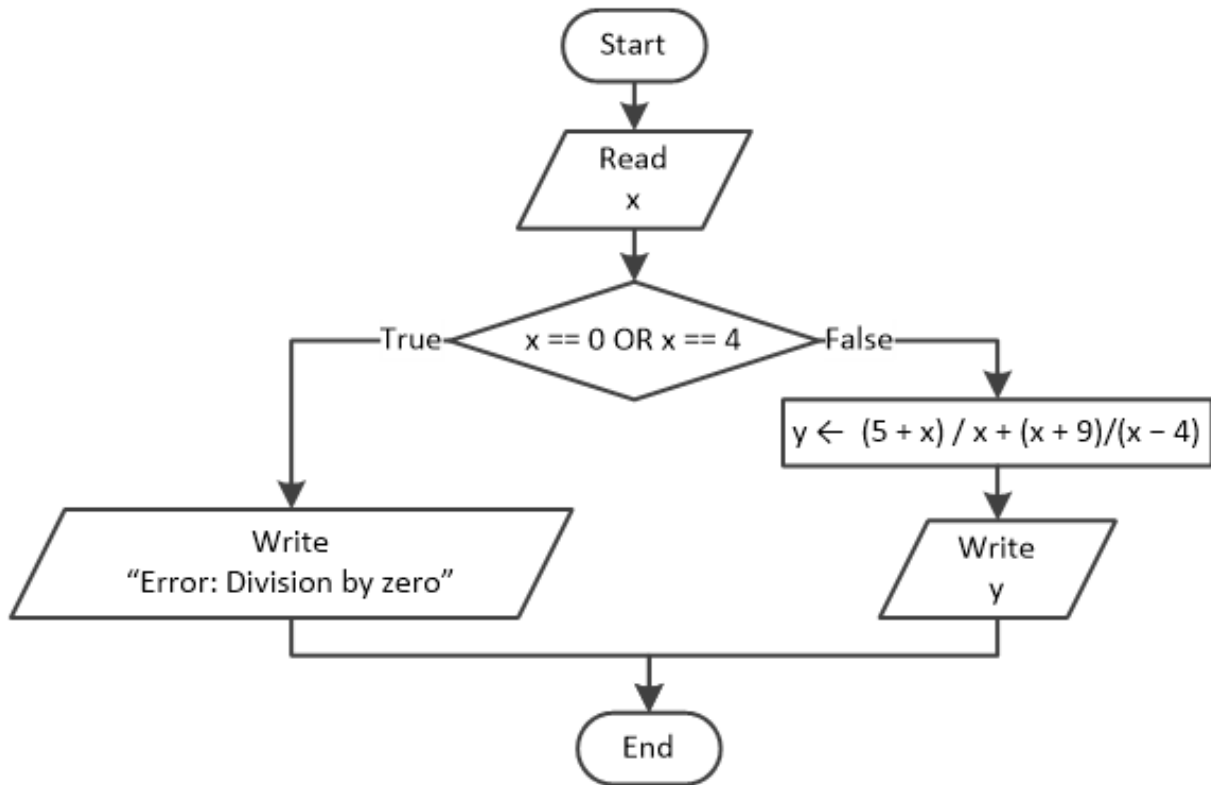 Start
Read
x
True
x == 0 OR x == 4
False
y ← (5 + x) / x + (x + 9)/(x − 4)
Write
“Error: Division by zero”
Write
y
End